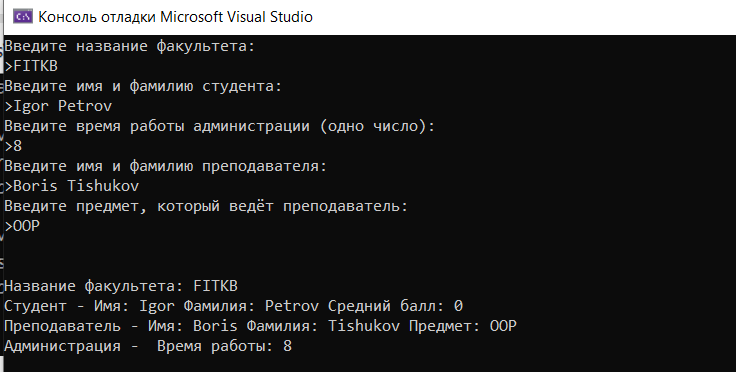 Консоль отладки Microsoft Visual Studio
Введите название факультета:
>FITKB
Введите имя и фамилию студента:
>Igor Petrov
Введите время работы администрации (одно число):
>8
Введите имя и фамилию преподавателя:
>Boris Tishukov
Введите предмет, который ведёт преподаватель:
>OOP
Название факультета: FITKB
Студент - Имя: Igor Фамилия: Petrov Средний балл: 0
Преподаватель - Имя: Boris Фамилия: Tishukov Предмет: OOP
Администрация -  Время работы: 8